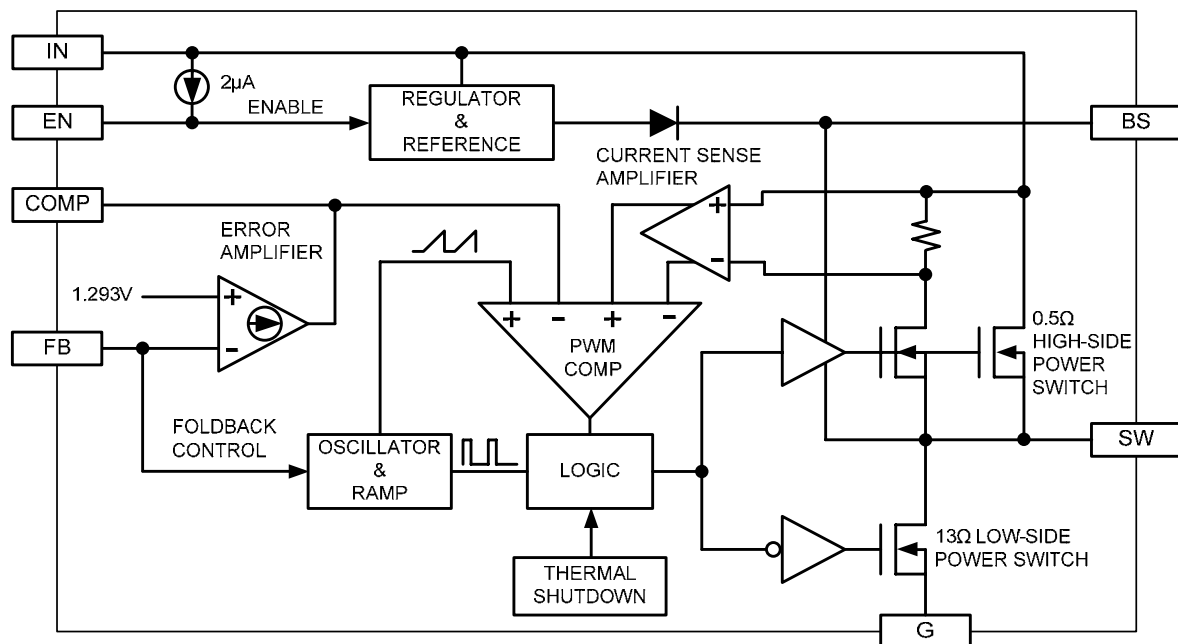 IN
2µA
EN
ENABLE
REGULATOR
&
REFERENCE
BS
CURRENT SENSE
AMPLIFIER
COMP
ERROR
AMPLIFIER
+
-
1.293V
+
-
+
-
+
-
PWM
COMP
FB
0.5Ω
HIGH-SIDE
POWER
SWITCH
FOLDBACK
CONTROL
OSCILLATOR
&
RAMP
LOGIC
SW
THERMAL
SHUTDOWN
13Ω LOW-SIDE
POWER SWITCH
G